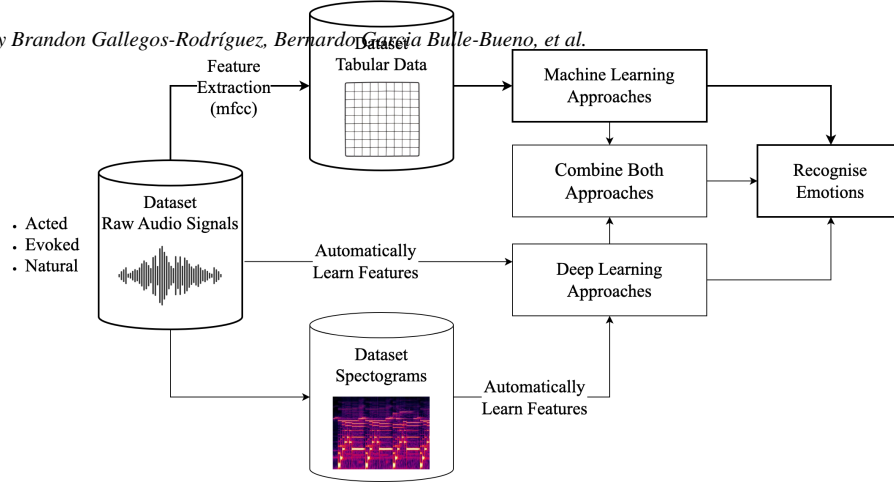 y Brandon Gallegos-Rodríguez, Bernardo Garcia Bulle-Bueno, et al.
Dataset
Tabular Data
Feature
Extraction
(mfcc)
Machine Learning
Approaches
Combine Both
Approaches
Recognise
Emotions
Dataset
Raw Audio Signals
• Acted
• Evoked
• Natural
Automatically
Learn Features
Deep Learning
Approaches
Dataset
Spectograms
Automatically
Learn Features